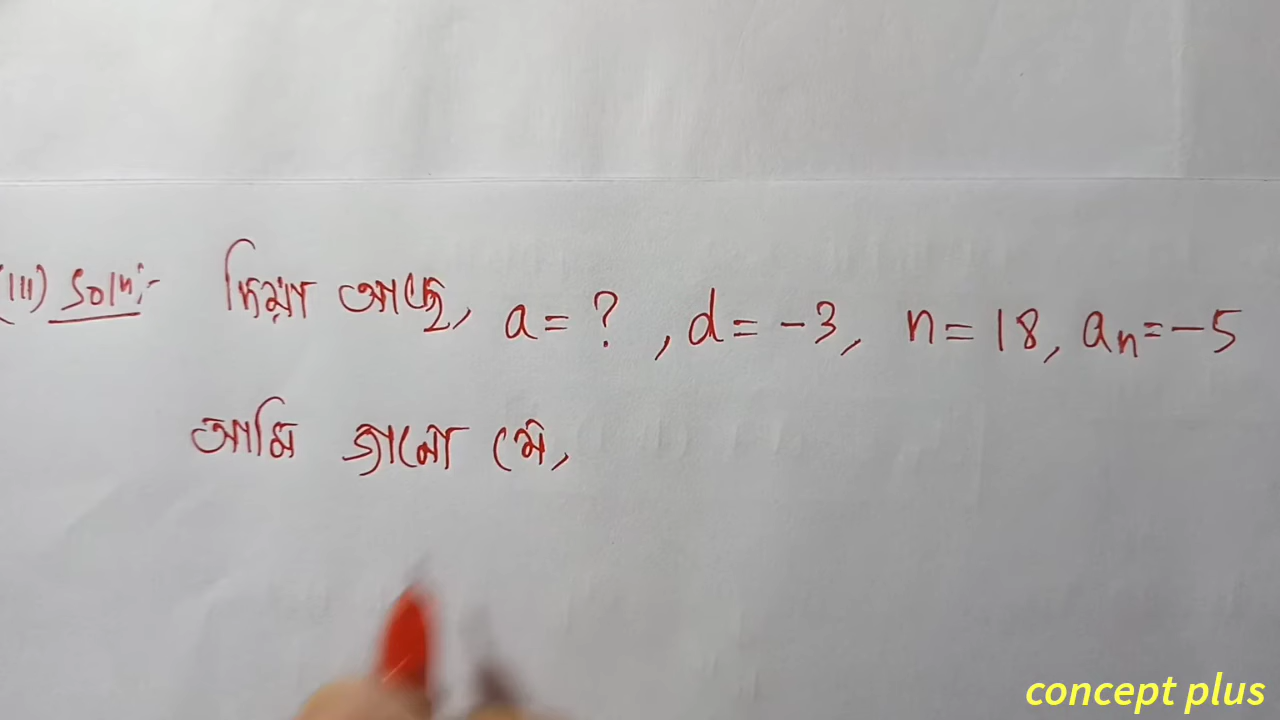 (iii) Soln:- দিয়া আছে, a = ? , d = -3, n = 18, aₙ = -5
আমি জানো যে,
concept plus